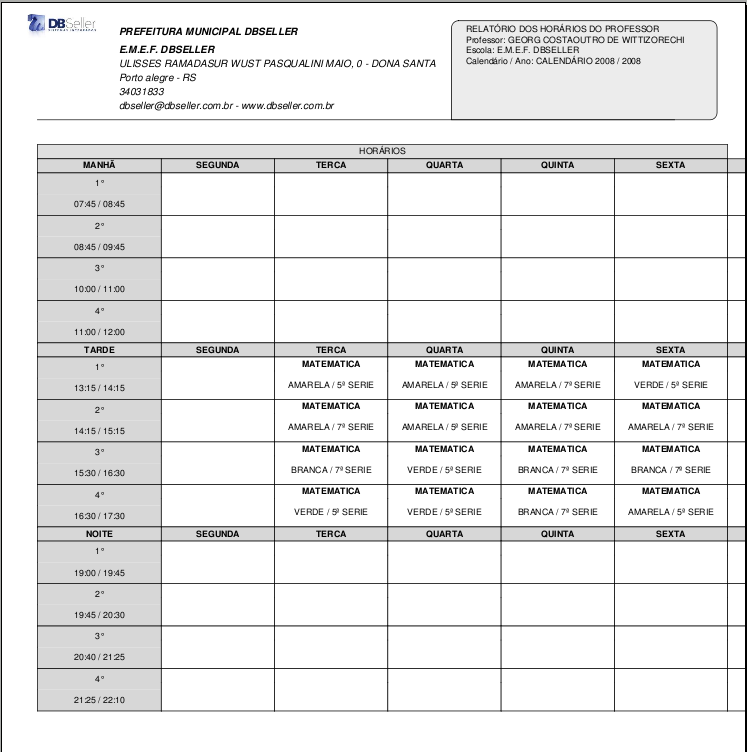 DBSeller
SISTEMAS INTEGRADOS
PREFEITURA MUNICIPAL DBSELLER
E.M.E.F. DBSELLER
ULISSES RAMADASUR WUST PASQUALINI MAIO, 0 - DONA SANTA
Porto alegre - RS
34031833
dbseller@dbseller.com.br - www.dbseller.com.br
RELATÓRIO DOS HORÁRIOS DO PROFESSOR
Professor: GEORG COSTAOUTRO DE WITTIZORECHI
Escola: E.M.E.F. DBSELLER
Calendário / Ano: CALENDÁRIO 2008 / 2008
HORÁRIOS
MANHÃ SEGUNDA TERCA QUARTA QUINTA SEXTA
1°
07:45 / 08:45
2°
08:45 / 09:45
3°
10:00 / 11:00
4°
11:00 / 12:00
TARDE SEGUNDA TERCA QUARTA QUINTA SEXTA
1° MATEMATICA MATEMATICA MATEMATICA MATEMATICA
13:15 / 14:15 AMARELA / 5ª SERIE AMARELA / 5ª SERIE AMARELA / 7ª SERIE VERDE / 5ª SERIE
2° MATEMATICA MATEMATICA MATEMATICA MATEMATICA
14:15 / 15:15 AMARELA / 7ª SERIE AMARELA / 5ª SERIE AMARELA / 7ª SERIE AMARELA / 7ª SERIE
3° MATEMATICA MATEMATICA MATEMATICA MATEMATICA
15:30 / 16:30 BRANCA / 7ª SERIE VERDE / 5ª SERIE BRANCA / 7ª SERIE BRANCA / 7ª SERIE
4° MATEMATICA MATEMATICA MATEMATICA MATEMATICA
16:30 / 17:30 VERDE / 5ª SERIE VERDE / 5ª SERIE BRANCA / 7ª SERIE AMARELA / 5ª SERIE
NOITE SEGUNDA TERCA QUARTA QUINTA SEXTA
1°
19:00 / 19:45
2°
19:45 / 20:30
3°
20:40 / 21:25
4°
21:25 / 22:10